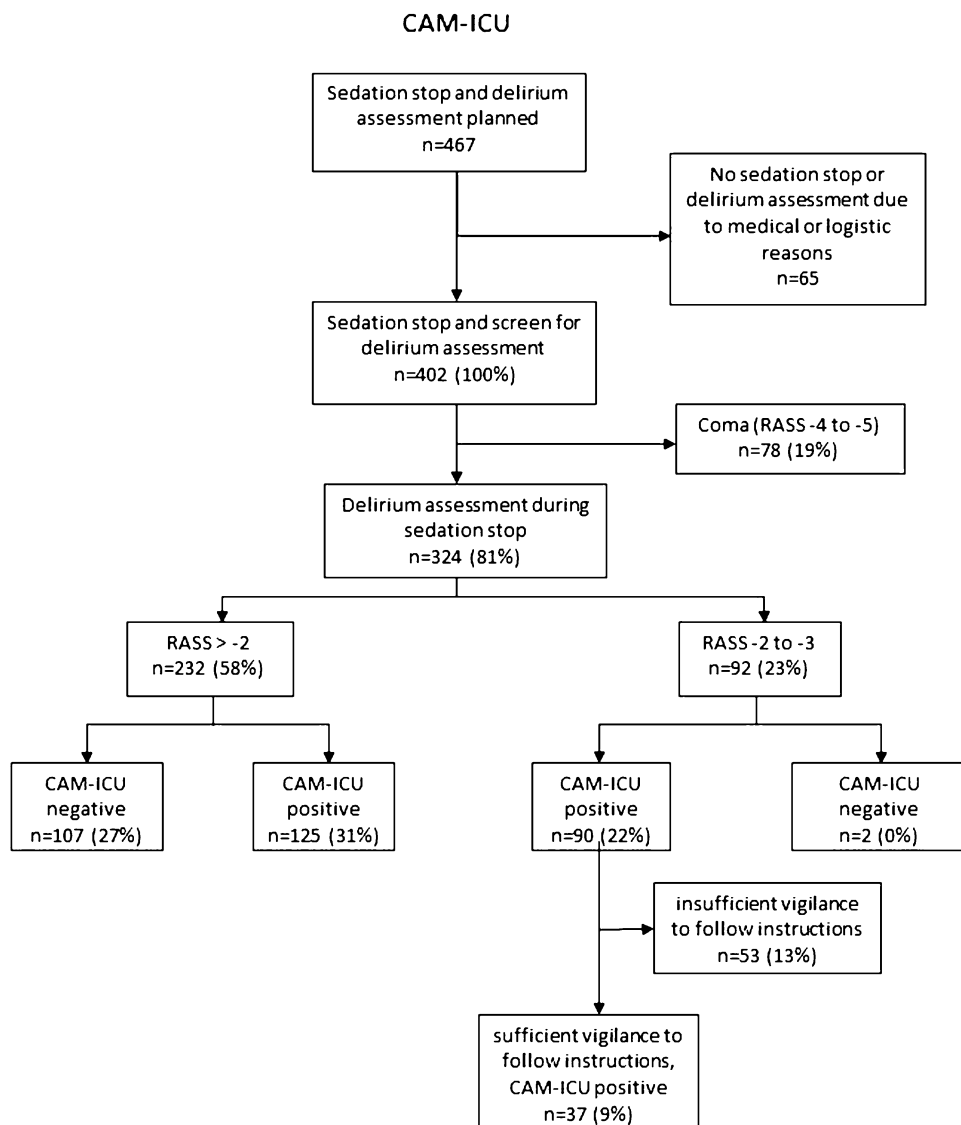 CAM-ICU
Sedation stop and delirium
assessment planned
n=467
No sedation stop or
delirium assessment due
to medical or logistic
reasons
n=65
Sedation stop and screen for
delirium assessment
n=402 (100%)
Coma (RASS -4 to -5)
n=78 (19%)
Delirium assessment during
sedation stop
n=324 (81%)
RASS > -2
n=232 (58%)
RASS -2 to -3
n=92 (23%)
CAM-ICU
negative
n=107 (27%)
CAM-ICU
positive
n=125 (31%)
CAM-ICU
positive
n=90 (22%)
CAM-ICU
negative
n=2 (0%)
insufficient vigilance
to follow instructions
n=53 (13%)
sufficient vigilance to
follow instructions,
CAM-ICU positive
n=37 (9%)